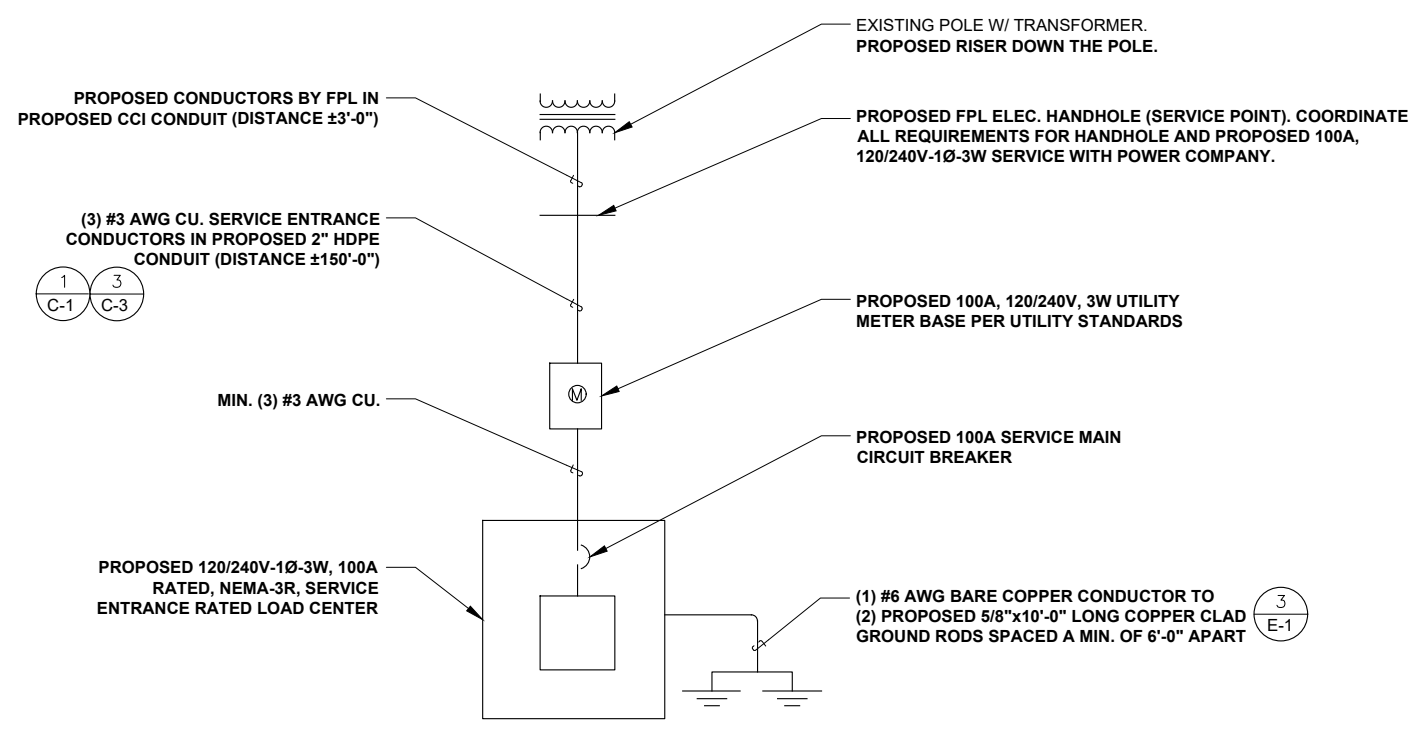 EXISTING POLE W/ TRANSFORMER.
PROPOSED RISER DOWN THE POLE.
PROPOSED CONDUCTORS BY FPL IN
PROPOSED CCI CONDUIT (DISTANCE ±3'-0")
PROPOSED FPL ELEC. HANDHOLE (SERVICE POINT). COORDINATE
ALL REQUIREMENTS FOR HANDHOLE AND PROPOSED 100A,
120/240V-1Ø-3W SERVICE WITH POWER COMPANY.
(3) #3 AWG CU. SERVICE ENTRANCE
CONDUCTORS IN PROPOSED 2" HDPE
CONDUIT (DISTANCE ±150'-0")
1
C-1
3
C-3
PROPOSED 100A, 120/240V, 3W UTILITY
METER BASE PER UTILITY STANDARDS
M
MIN. (3) #3 AWG CU.
PROPOSED 100A SERVICE MAIN
CIRCUIT BREAKER
PROPOSED 120/240V-1Ø-3W, 100A
RATED, NEMA-3R, SERVICE
ENTRANCE RATED LOAD CENTER
(1) #6 AWG BARE COPPER CONDUCTOR TO
(2) PROPOSED 5/8"x10'-0" LONG COPPER CLAD
GROUND RODS SPACED A MIN. OF 6'-0" APART
3
E-1